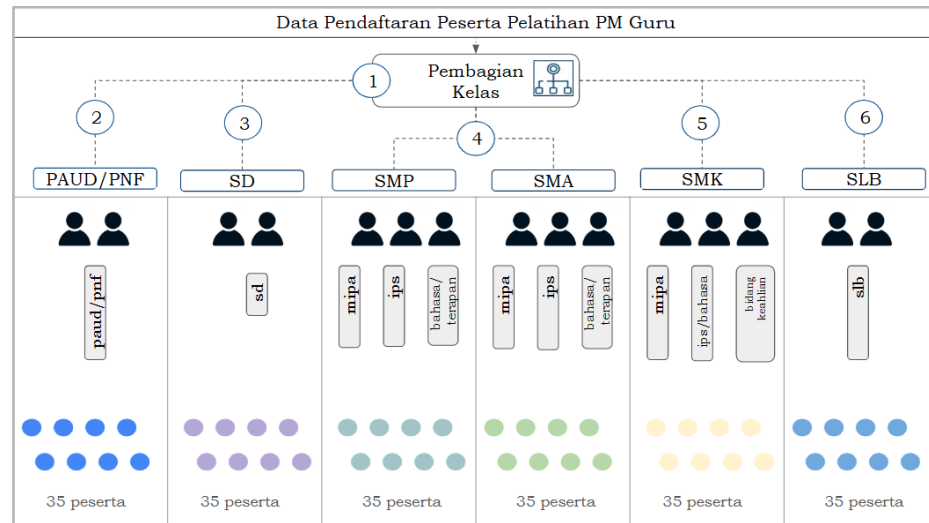 Data Pendaftaran Peserta Pelatihan PM Guru
1
Pembagian
Kelas
2
3
4
5
6
PAUD/PNF
SD
SMP
SMA
SMK
SLB
paud/pnf
sd
mipa
ips
bahasa/
terapan
mipa
ips
bahasa/
terapan
mipa
ips/bahasa
bidang
keahlian
slb
35 peserta
35 peserta
35 peserta
35 peserta
35 peserta
35 peserta